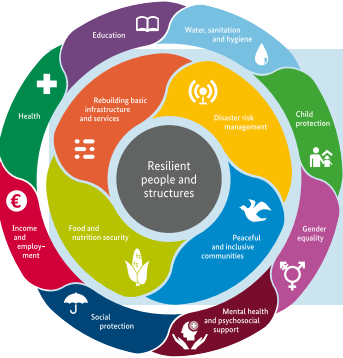 Education
Water, sanitation
and hygiene
Health
Rebuilding basic
infrastructure
and services
Disaster risk
management
Child
protection
Resilient
people and
structures
Income
and
employ-
ment
Food and
nutrition security
Peaceful
and inclusive
communities
Gender
equality
Social
protection
Mental health
and psychosocial
support